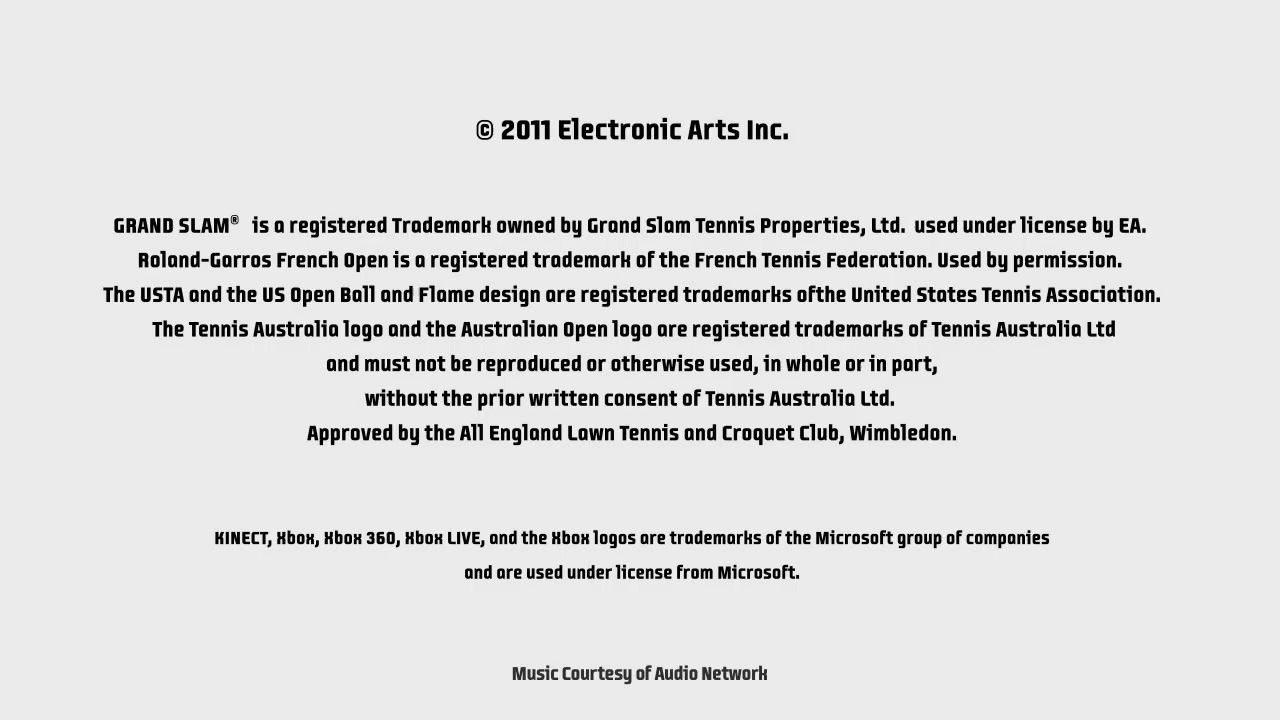 © 2011 Electronic Arts Inc.
GRAND SLAM® is a registered Trademark owned by Grand Slam Tennis Properties, Ltd. used under license by EA.
Roland-Garros French Open is a registered trademark of the French Tennis Federation. Used by permission.
The USTA and the US Open Ball and Flame design are registered trademarks ofthe United States Tennis Association.
The Tennis Australia logo and the Australian Open logo are registered trademarks of Tennis Australia Ltd
and must not be reproduced or otherwise used, in whole or in part,
without the prior written consent of Tennis Australia Ltd.
Approved by the All England Lawn Tennis and Croquet Club, Wimbledon.
KINECT, Xbox, Xbox 360, Xbox LIVE, and the Xbox logos are trademarks of the Microsoft group of companies
and are used under license from Microsoft.
Music Courtesy of Audio Network